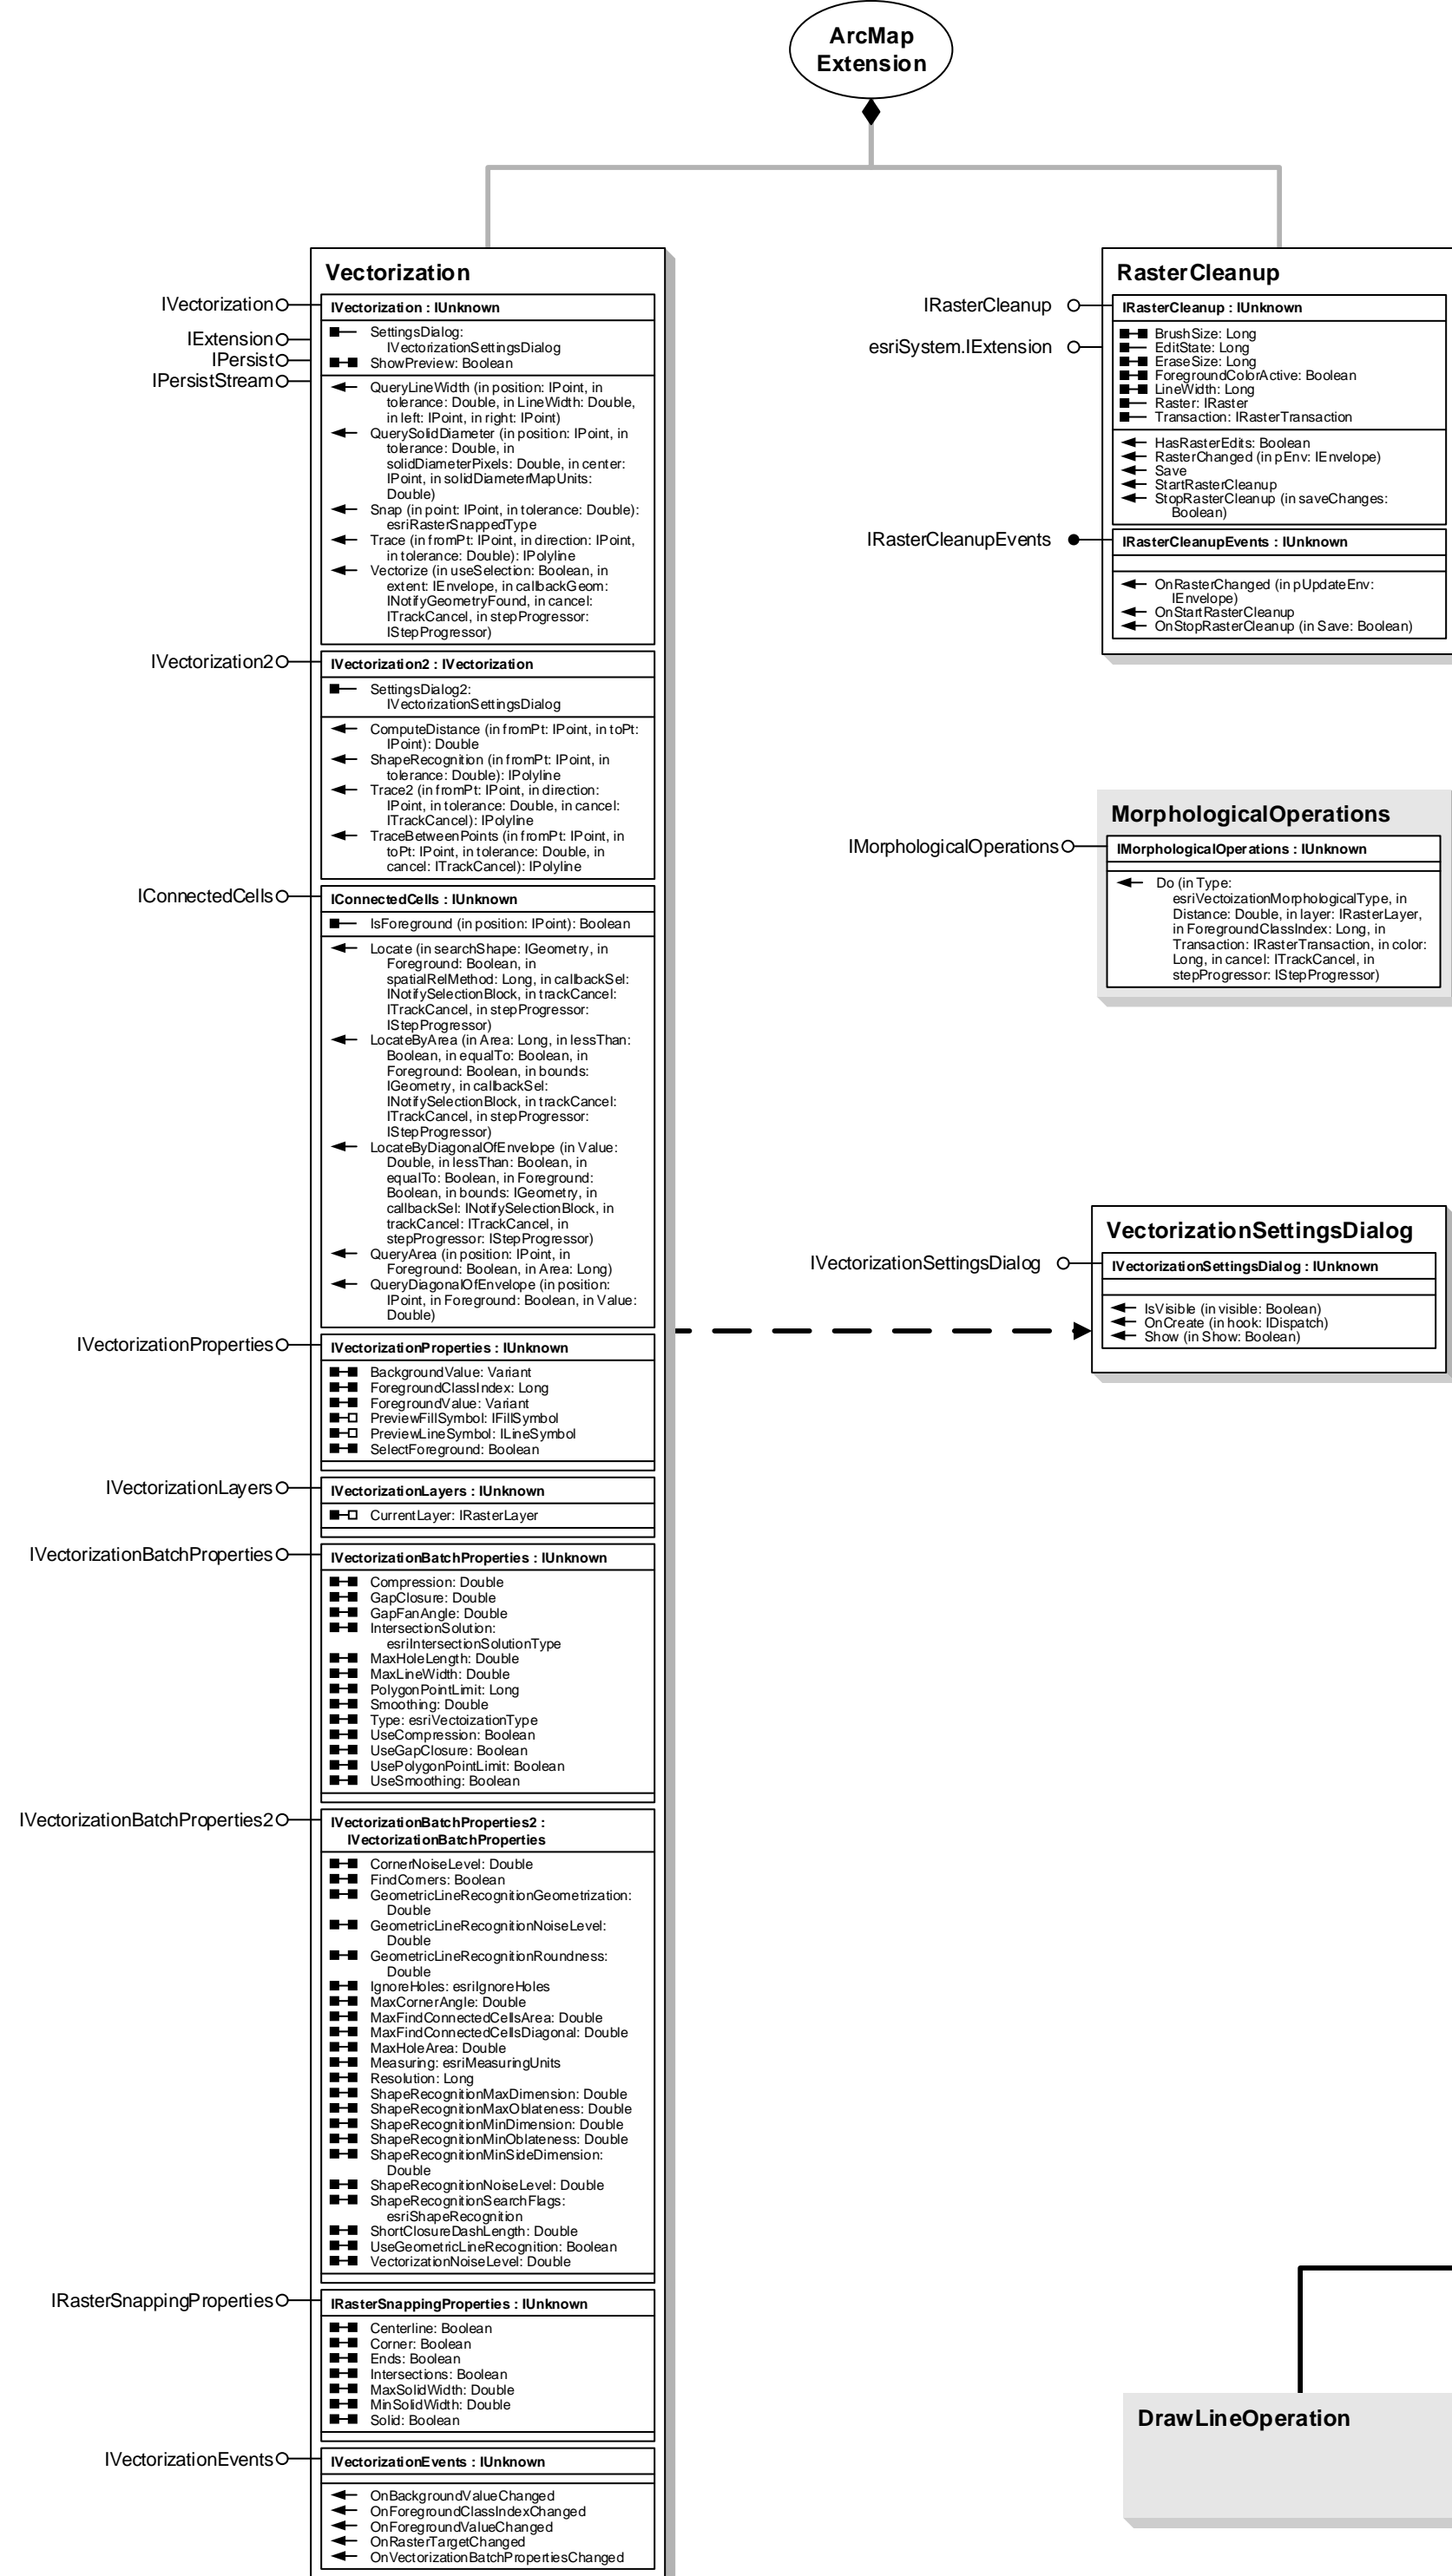 ArcMap
Extension
Vectorization
IVectorization
IExtension
IPersist
IPersistStream
IVectorization : IUnknown
SettingsDialog:
IVectorizationSettingsDialog
ShowPreview: Boolean
QueryLineWidth (in position: IPoint, in
tolerance: Double, in LineWidth: Double,
in left: IPoint, in right: IPoint)
QuerySolidDiameter (in position: IPoint, in
tolerance: Double, in
solidDiameterPixels: Double, in center:
IPoint, in solidDiameterMapUnits:
Double)
Snap (in point: IPoint, in tolerance: Double):
esriRasterSnappedType
Trace (in fromPt: IPoint, in direction: IPoint,
in tolerance: Double): IPolyline
Vectorize (in useSelection: Boolean, in
extent: IEnvelope, in callbackGeom:
INotifyGeometryFound, in cancel:
ITrackCancel, in stepProgressor:
IStepProgressor)
IVectorization2
IVectorization2 : IVectorization
SettingsDialog2:
IVectorizationSettingsDialog
ComputeDistance (in fromPt: IPoint, in toPt:
IPoint): Double
ShapeRecognition (in fromPt: IPoint, in
tolerance: Double): IPolyline
Trace2 (in fromPt: IPoint, in direction:
IPoint, in tolerance: Double, in cancel:
ITrackCancel): IPolyline
TraceBetweenPoints (in fromPt: IPoint, in
toPt: IPoint, in tolerance: Double, in
cancel: ITrackCancel): IPolyline
IConnectedCells
IConnectedCells : IUnknown
IsForeground (in position: IPoint): Boolean
Locate (in searchShape: IGeometry, in
Foreground: Boolean, in
spatialRelMethod: Long, in callbackSel:
INotifySelectionBlock, in trackCancel:
ITrackCancel, in stepProgressor:
IStepProgressor)
LocateByArea (in Area: Long, in lessThan:
Boolean, in equalTo: Boolean, in
Foreground: Boolean, in bounds:
IGeometry, in callbackSel:
INotifySelectionBlock, in trackCancel:
ITrackCancel, in stepProgressor:
IStepProgressor)
LocateByDiagonalOfEnvelope (in Value:
Double, in lessThan: Boolean, in
equalTo: Boolean, in Foreground:
Boolean, in bounds: IGeometry, in
callbackSel: INotifySelectionBlock, in
trackCancel: ITrackCancel, in
stepProgressor: IStepProgressor)
QueryArea (in position: IPoint, in
Foreground: Boolean, in Area: Long)
QueryDiagonalOfEnvelope (in position:
IPoint, in Foreground: Boolean, in Value:
Double)
IVectorizationProperties
IVectorizationProperties : IUnknown
BackgroundValue: Variant
ForegroundClassIndex: Long
ForegroundValue: Variant
PreviewFillSymbol: IFillSymbol
PreviewLineSymbol: ILineSymbol
SelectForeground: Boolean
IVectorizationLayers
IVectorizationLayers : IUnknown
CurrentLayer: IRasterLayer
IVectorizationBatchProperties
IVectorizationBatchProperties : IUnknown
Compression: Double
GapClosure: Double
GapFanAngle: Double
IntersectionSolution:
esriIntersectionSolutionType
MaxHoleLength: Double
MaxLineWidth: Double
PolygonPointLimit: Long
Smoothing: Double
Type: esriVectoizationType
UseCompression: Boolean
UseGapClosure: Boolean
UsePolygonPointLimit: Boolean
UseSmoothing: Boolean
IVectorizationBatchProperties2
IVectorizationBatchProperties2 :
IVectorizationBatchProperties
CornerNoiseLevel: Double
FindCorners: Boolean
GeometricLineRecognitionGeometrization:
Double
GeometricLineRecognitionNoiseLevel:
Double
GeometricLineRecognitionRoundness:
Double
IgnoreHoles: esriIgnoreHoles
MaxCornerAngle: Double
MaxFindConnectedCellsArea: Double
MaxFindConnectedCellsDiagonal: Double
MaxHoleArea: Double
Measuring: esriMeasuringUnits
Resolution: Long
ShapeRecognitionMaxDimension: Double
ShapeRecognitionMaxOblateness: Double
ShapeRecognitionMinDimension: Double
ShapeRecognitionMinOblateness: Double
ShapeRecognitionMinSideDimension:
Double
ShapeRecognitionNoiseLevel: Double
ShapeRecognitionSearchFlags:
esriShapeRecognition
ShortClosureDashLength: Double
UseGeometricLineRecognition: Boolean
VectorizationNoiseLevel: Double
IRasterSnappingProperties
IRasterSnappingProperties : IUnknown
Centerline: Boolean
Corner: Boolean
Ends: Boolean
Intersections: Boolean
MaxSolidWidth: Double
MinSolidWidth: Double
Solid: Boolean
IVectorizationEvents
IVectorizationEvents : IUnknown
OnBackgroundValueChanged
OnForegroundClassIndexChanged
OnForegroundValueChanged
OnRasterTargetChanged
OnVectorizationBatchPropertiesChanged
RasterCleanup
IRasterCleanup
esriSystem.IExtension
IRasterCleanup : IUnknown
BrushSize: Long
EditState: Long
EraseSize: Long
ForegroundColorActive: Boolean
LineWidth: Long
Raster: IRaster
Transaction: IRasterTransaction
HasRasterEdits: Boolean
RasterChanged (in pEnv: IEnvelope)
Save
StartRasterCleanup
StopRasterCleanup (in saveChanges:
Boolean)
IRasterCleanupEvents
IRasterCleanupEvents : IUnknown
OnRasterChanged (in pUpdateEnv:
IEnvelope)
OnStartRasterCleanup
OnStopRasterCleanup (in Save: Boolean)
MorphologicalOperations
IMorphologicalOperations
IMorphologicalOperations : IUnknown
Do (in Type:
esriVectoizationMorphologicalType, in
Distance: Double, in layer: IRasterLayer,
in ForegroundClassIndex: Long, in
Transaction: IRasterTransaction, in color:
Long, in cancel: ITrackCancel, in
stepProgressor: IStepProgressor)
VectorizationSettingsDialog
IVectorizationSettingsDialog
IVectorizationSettingsDialog : IUnknown
IsVisible (in visible: Boolean)
OnCreate (in hook: IDispatch)
Show (in Show: Boolean)
DrawLineOperation